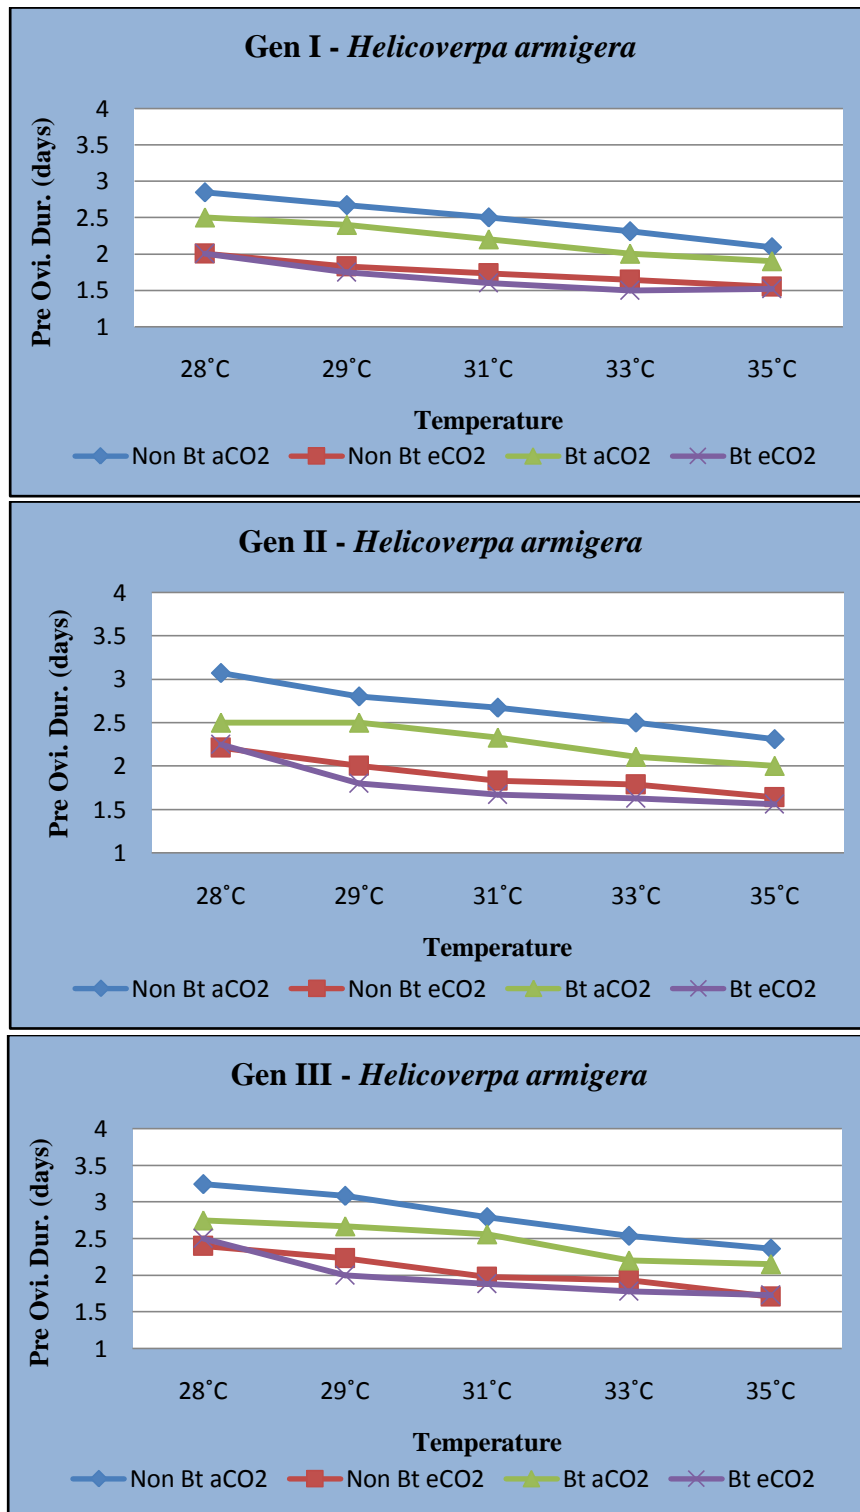 Gen I - Helicoverpa armigera
Pre Ovi. Dur. (days)
4
3.5
3
2.5
2
1.5
1
28˚C 29˚C 31˚C 33˚C 35˚C
Temperature
Non Bt aCO2 Non Bt eCO2 Bt aCO2 Bt eCO2
Gen II - Helicoverpa armigera
Pre Ovi. Dur. (days)
4
3.5
3
2.5
2
1.5
1
28˚C 29˚C 31˚C 33˚C 35˚C
Temperature
Non Bt aCO2 Non Bt eCO2 Bt aCO2 Bt eCO2
Gen III - Helicoverpa armigera
Pre Ovi. Dur. (days)
4
3.5
3
2.5
2
1.5
1
28˚C 29˚C 31˚C 33˚C 35˚C
Temperature
Non Bt aCO2 Non Bt eCO2 Bt aCO2 Bt eCO2